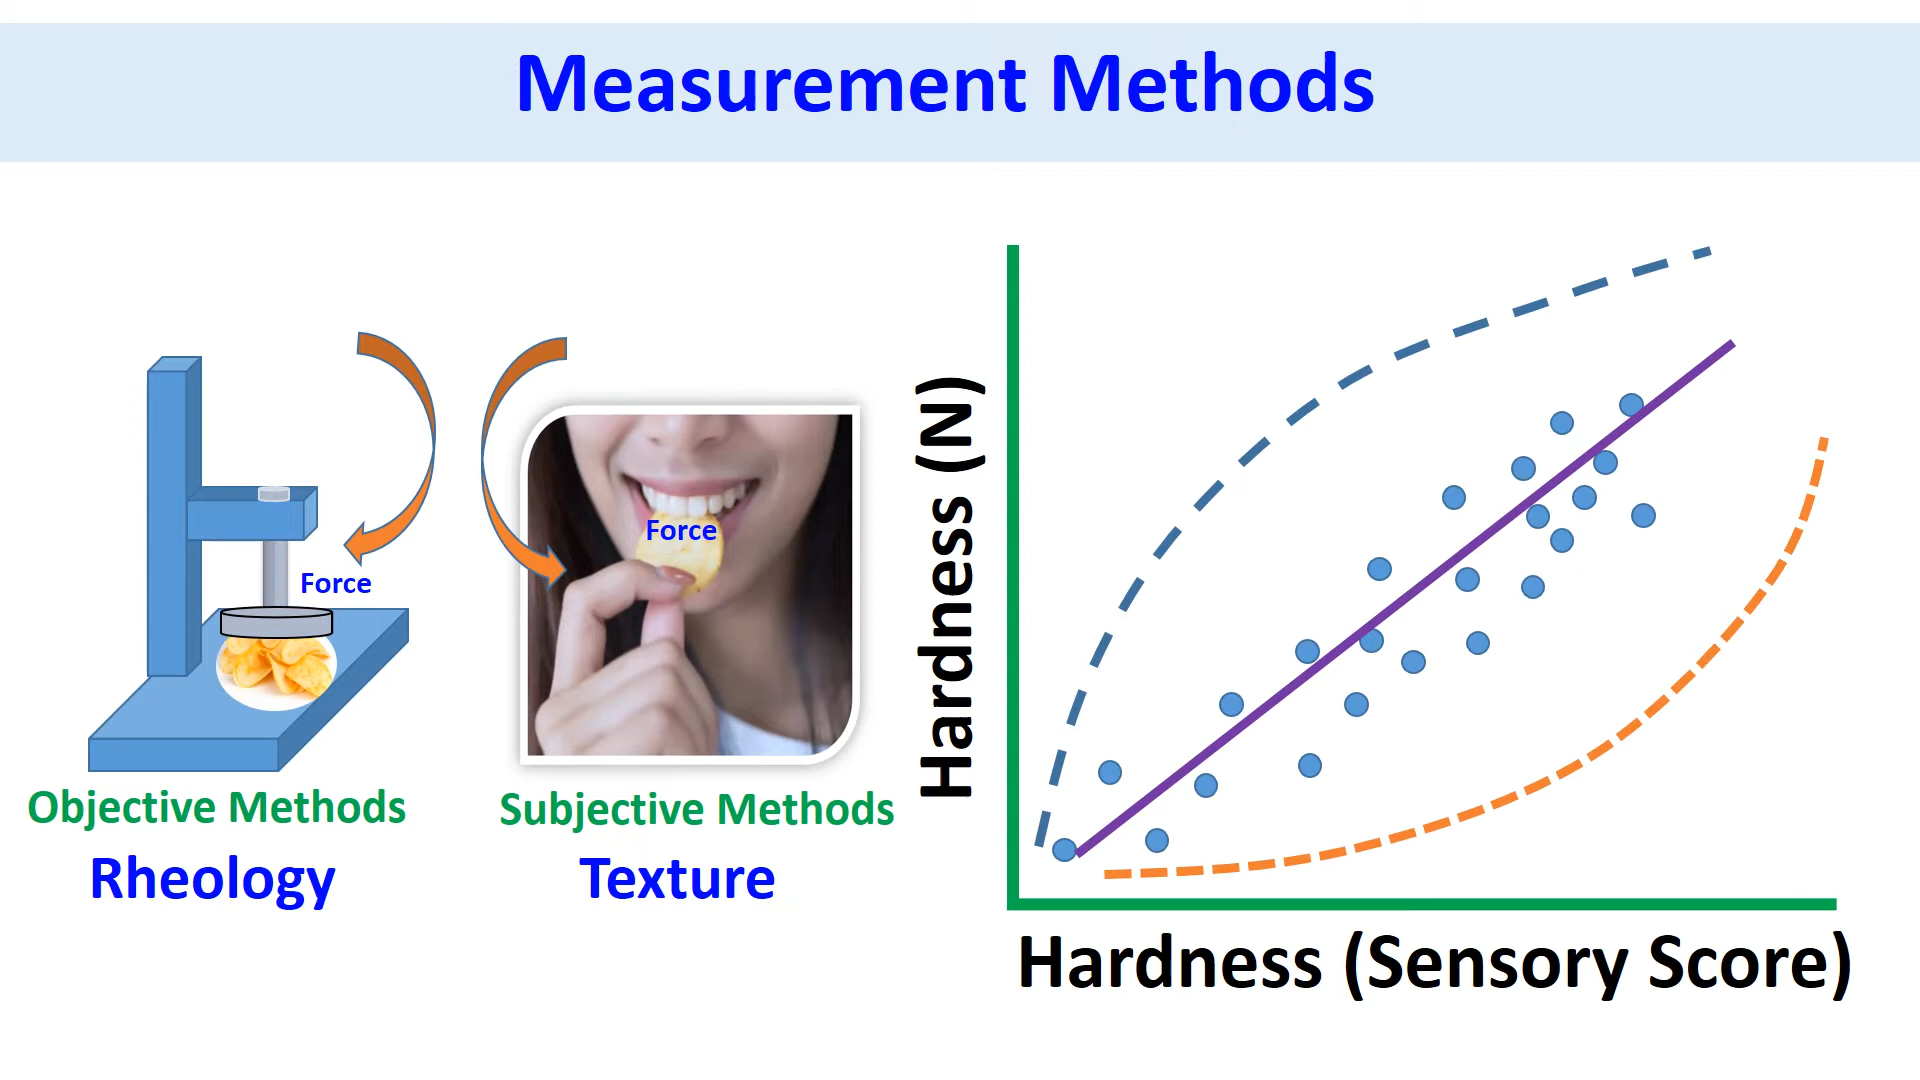 Measurement Methods
Force
Objective Methods
Rheology
Force
Subjective Methods
Texture
Hardness (N)
Hardness (Sensory Score)